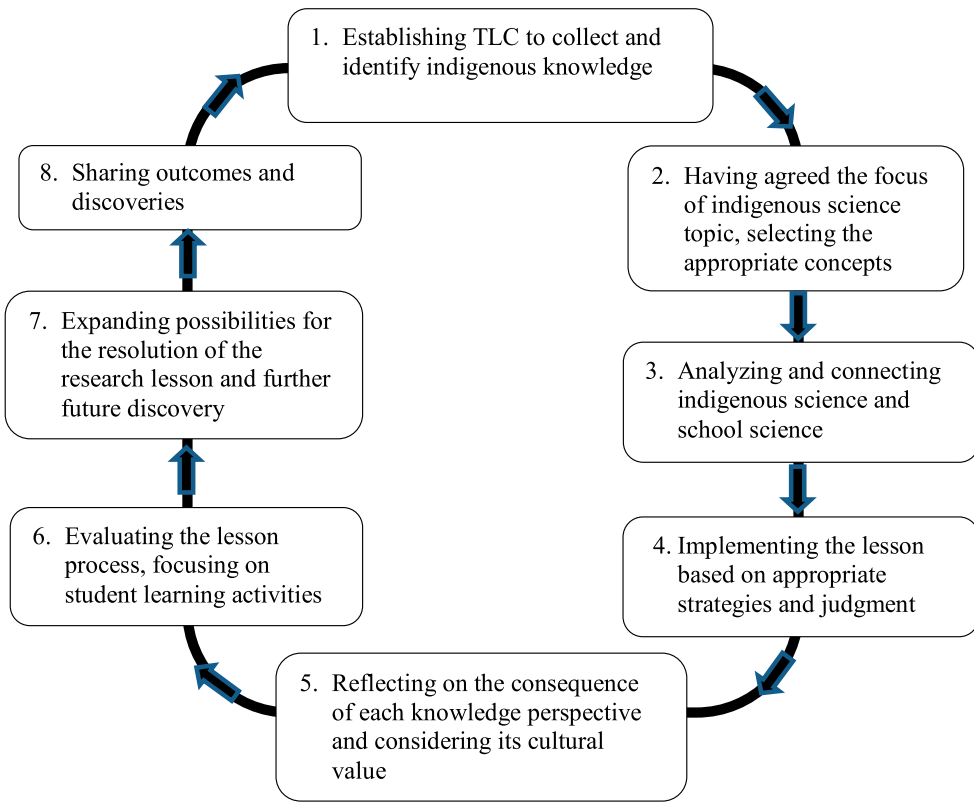 1. Establishing TLC to collect and
identify indigenous knowledge
2. Having agreed the focus
of indigenous science
topic, selecting the
appropriate concepts
3. Analyzing and connecting
indigenous science and
school science
4. Implementing the lesson
based on appropriate
strategies and judgment
5. Reflecting on the consequence
of each knowledge perspective
and considering its cultural
value
6. Evaluating the lesson
process, focusing on
student learning activities
7. Expanding possibilities for
the resolution of the
research lesson and further
future discovery
8. Sharing outcomes and
discoveries